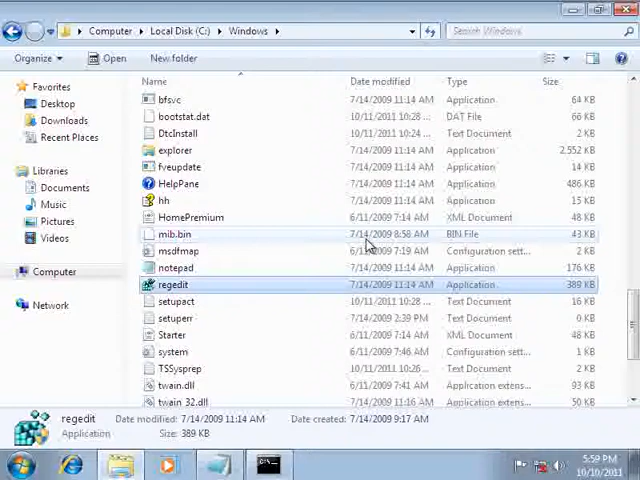 Computer ▸ Local Disk (C:) ▸ Windows ▸ Search Windows
Organize ▾ Open New folder
Name Date modified Type Size
Favorites
Desktop
Downloads
Recent Places
Libraries
Documents
Music
Pictures
Videos
Computer
Network
bfsvc 7/14/2009 11:14 AM Application 64 KB
bootstat.dat 10/11/2011 10:28 ... DAT File 66 KB
DtcInstall 10/11/2011 10:24 ... Text Document 2 KB
explorer 7/14/2009 11:14 AM Application 2,552 KB
fveupdate 7/14/2009 11:14 AM Application 14 KB
HelpPane 7/14/2009 11:14 AM Application 486 KB
hh 7/14/2009 11:14 AM Application 15 KB
HomePremium 6/11/2009 7:14 AM XML Document 48 KB
mib.bin 7/14/2009 8:58 AM BIN File 43 KB
msdfmap 6/11/2009 7:19 AM Configuration sett... 2 KB
notepad 7/14/2009 11:14 AM Application 176 KB
regedit 7/14/2009 11:14 AM Application 389 KB
setupact 10/11/2011 10:28 ... Text Document 16 KB
setuperr 7/14/2009 2:39 PM Text Document 0 KB
Starter 6/11/2009 7:14 AM XML Document 48 KB
system 6/11/2009 7:46 AM Configuration sett... 1 KB
TSSysprep 10/11/2011 10:26 ... Text Document 2 KB
twain.dll 6/11/2009 7:41 AM Application extens... 93 KB
twain_32.dll 7/14/2009 11:16 AM Application extens... 50 KB
regedit Date modified: 7/14/2009 11:14 AM Date created: 7/14/2009 9:17 AM
Application Size: 389 KB
5:59 PM
10/10/2011